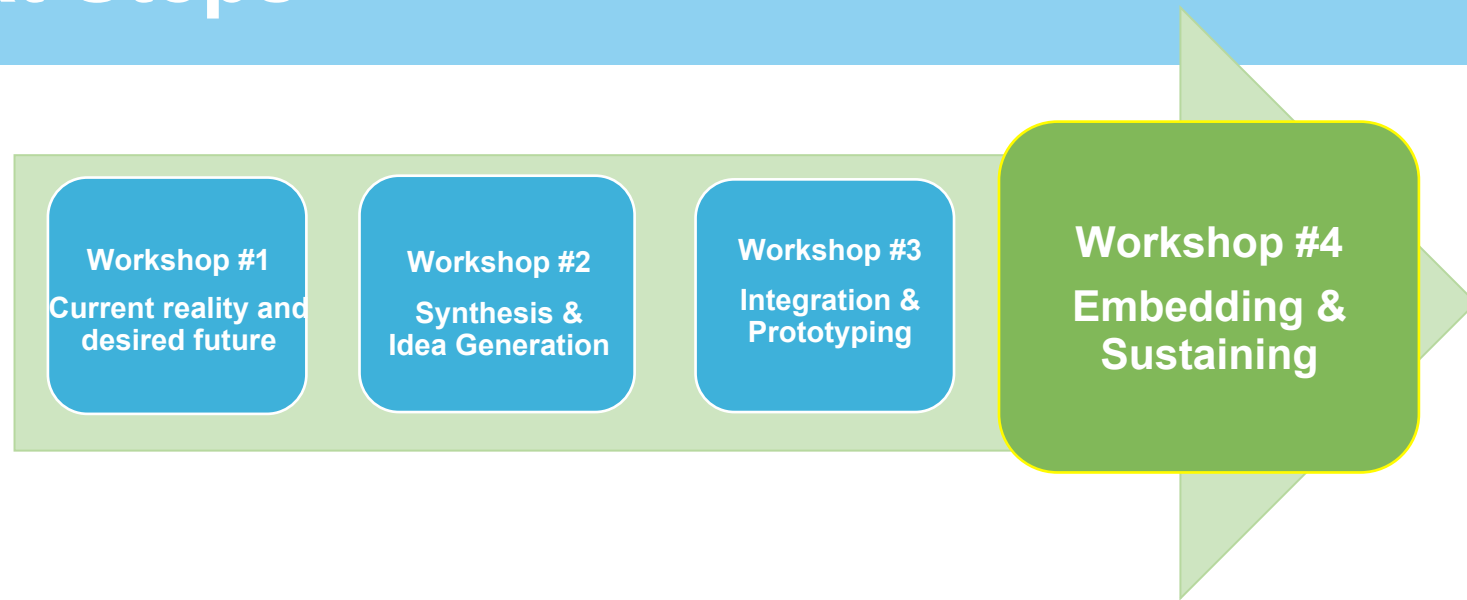 Steps
Workshop #1
Current reality and
desired future
Workshop #2
Synthesis &
Idea Generation
Workshop #3
Integration &
Prototyping
Workshop #4
Embedding &
Sustaining